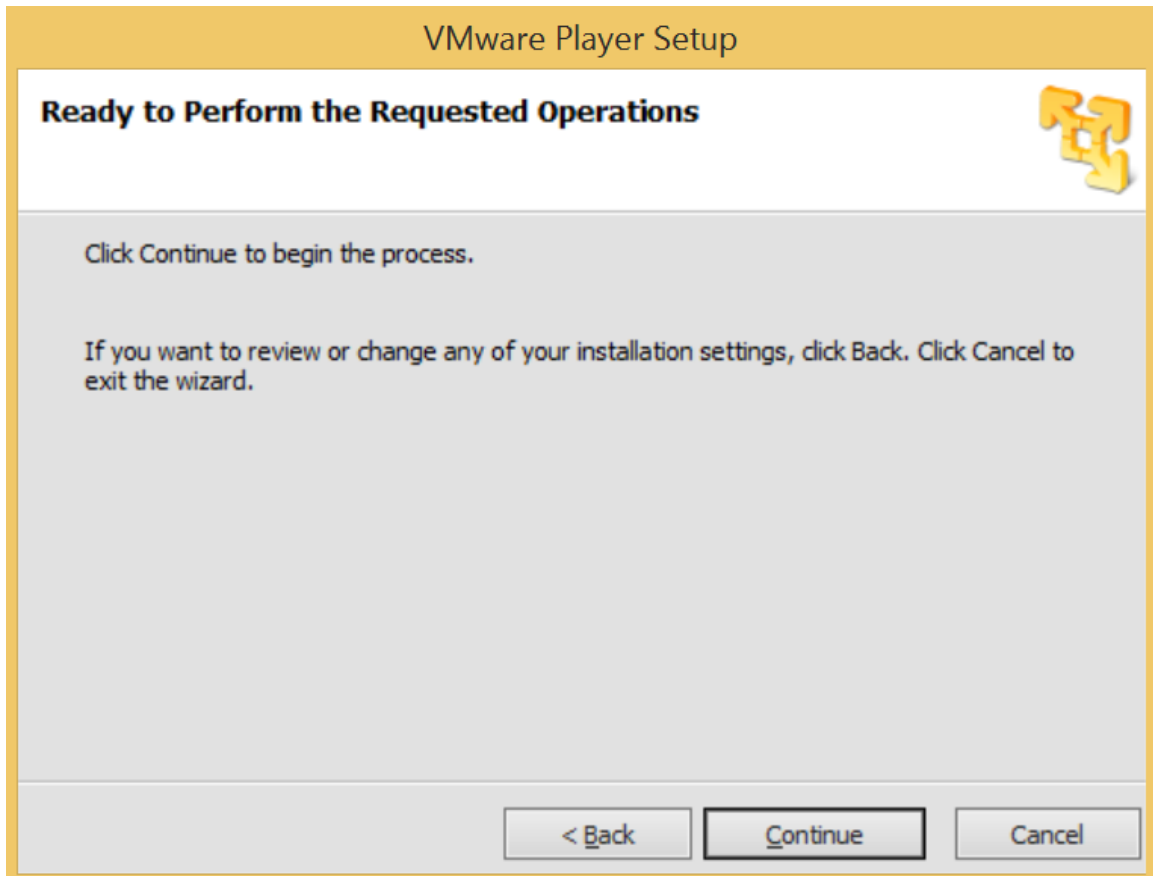 VMware Player Setup
Ready to Perform the Requested Operations
Click Continue to begin the process.
If you want to review or change any of your installation settings, click Back. Click Cancel to
exit the wizard.
< Back
Continue
Cancel